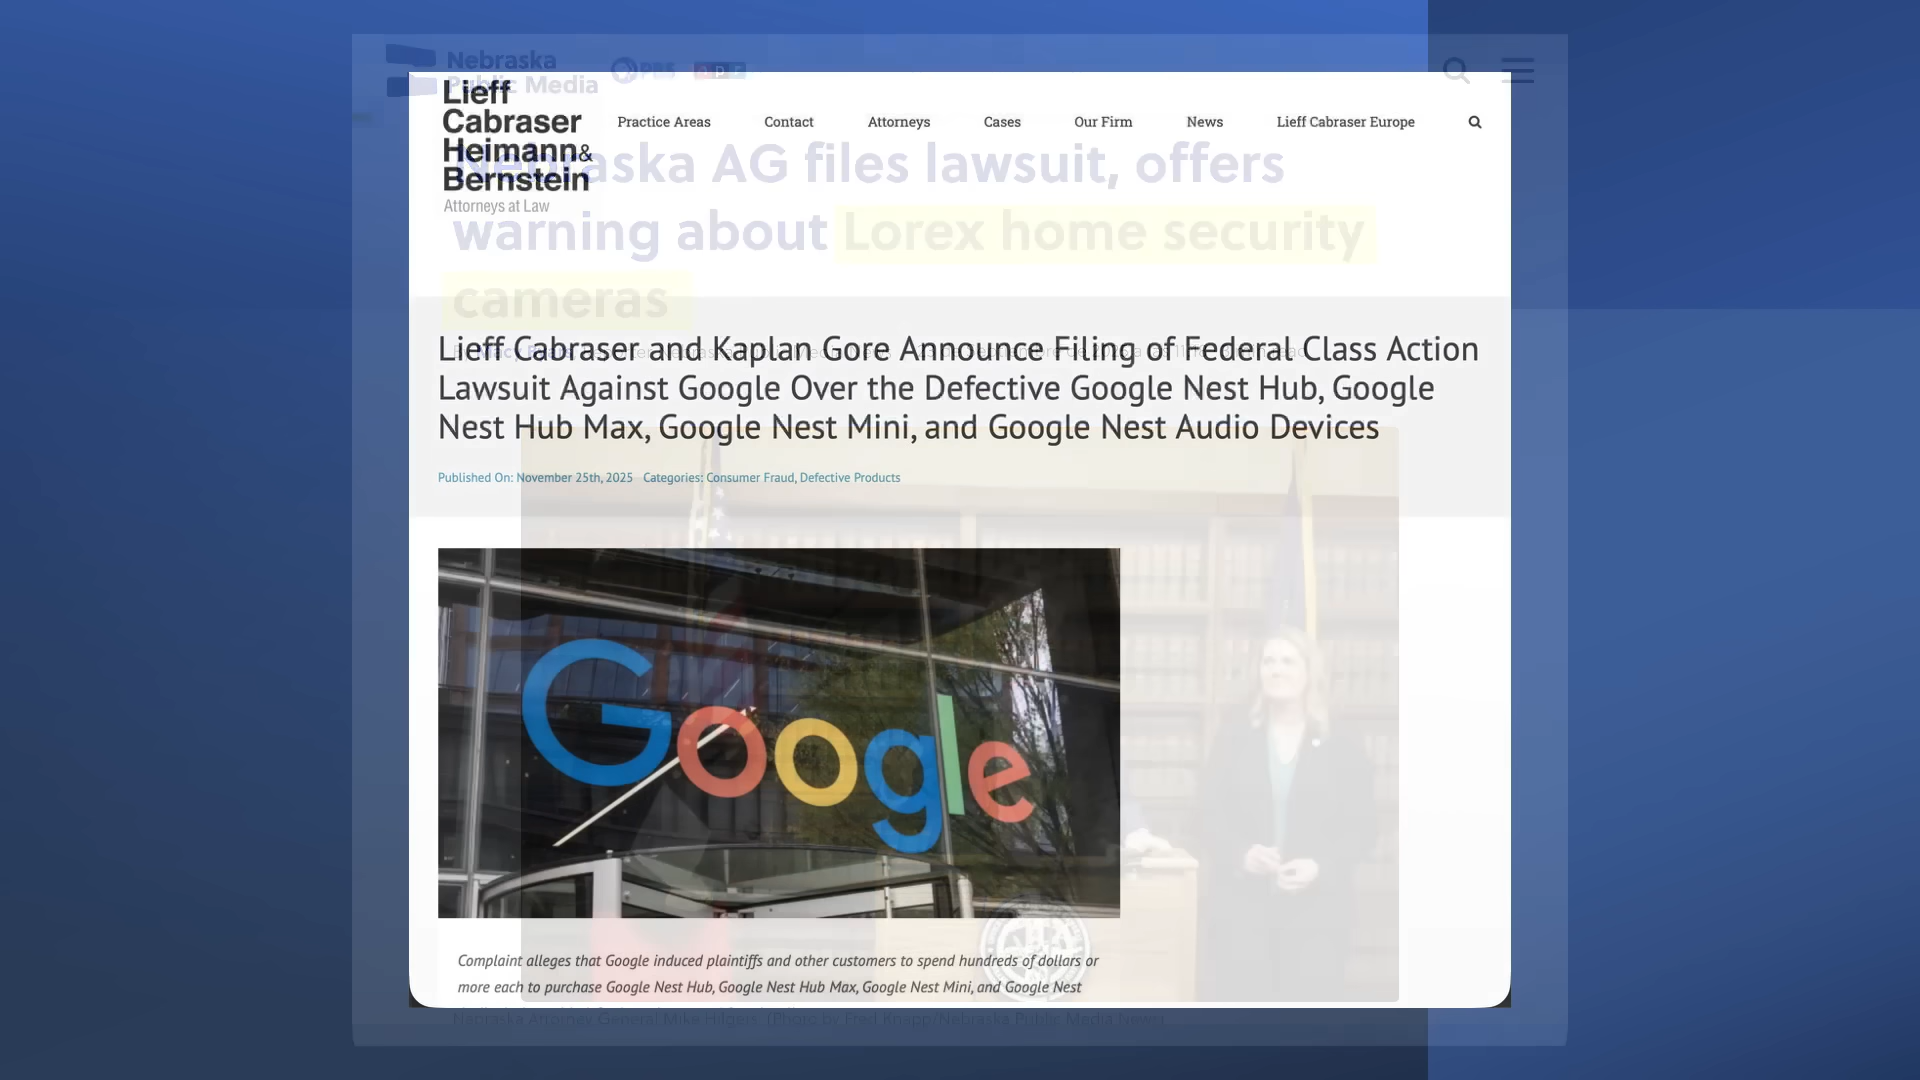 Nebraska
Public Media
PBS
npr
Lieff
Cabraser
Heimann&
Bernstein
Attorneys at Law
Practice Areas
Contact
Attorneys
Cases
Our Firm
News
Lieff Cabraser Europe
Nebraska AG files lawsuit, offers
warning about Lorex home security
cameras
Lieff Cabraser and Kaplan Gore Announce Filing of Federal Class Action
Lawsuit Against Google Over the Defective Google Nest Hub, Google
Nest Hub Max, Google Nest Mini, and Google Nest Audio Devices
Published On: November 25th, 2025 Categories: Consumer Fraud, Defective Products
Google
Complaint alleges that Google induced plaintiffs and other customers to spend hundreds of dollars or
more each to purchase Google Nest Hub, Google Nest Hub Max, Google Nest Mini, and Google Nest
Nebraska Attorney General Mike Hilgers. (Photo by Fred Knapp/Nebraska Public Media News)